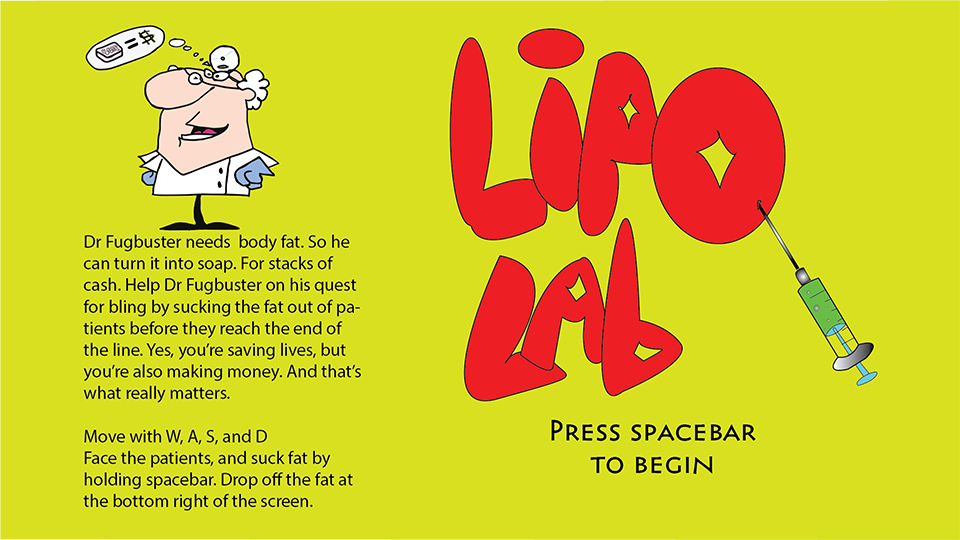 = $
Dr Fugbuster needs  body fat. So he
can turn it into soap. For stacks of
cash. Help Dr Fugbuster on his quest
for bling by sucking the fat out of pa-
tients before they reach the end of
the line. Yes, you’re saving lives, but
you’re also making money. And that’s
what really matters.

Move with W, A, S, and D
Face the patients, and suck fat by
holding spacebar. Drop off the fat at
the bottom right of the screen.
Lipo
Lab
Press spacebar
to begin